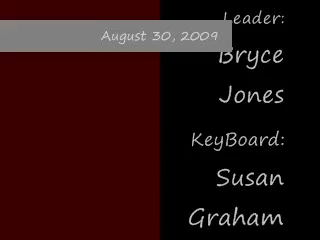 Leader:
August 30, 2009
Bryce
Jones
KeyBoard:
Susan
Graham